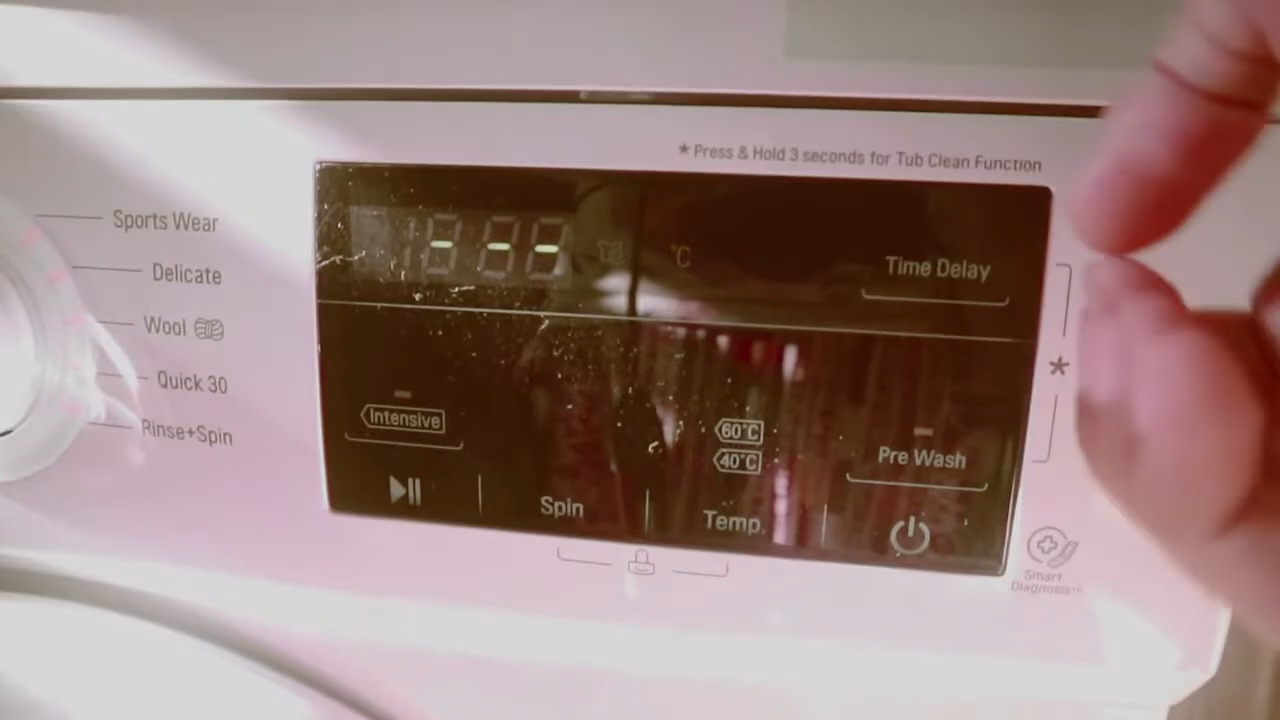 * Press & Hold 3 seconds for Tub Clean Function
Sports Wear
Delicate
Wool
Quick 30
Rinse+Spin
- - -
°C
Time Delay
*
Intensive
60°C
40°C
Pre Wash
Spin
Temp.
Smart
Diagnosis™